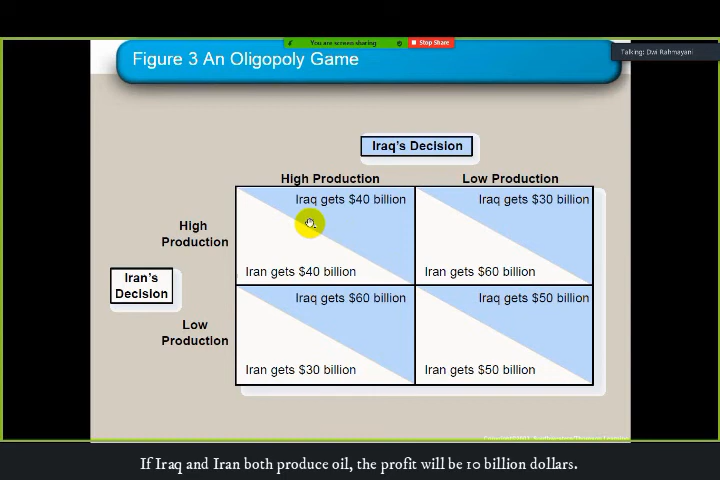 You are screen sharing
Stop Share
Talking: Dwi Rahmayani
Figure 3 An Oligopoly Game
Iraq's Decision
High Production
Low Production
Iraq gets $40 billion
Iraq gets $30 billion
High
Production
Iran gets $40 billion
Iran gets $60 billion
Iran's
Decision
Iraq gets $60 billion
Iraq gets $50 billion
Low
Production
Iran gets $30 billion
Iran gets $50 billion
If Iraq and Iran both produce oil, the profit will be 10 billion dollars.